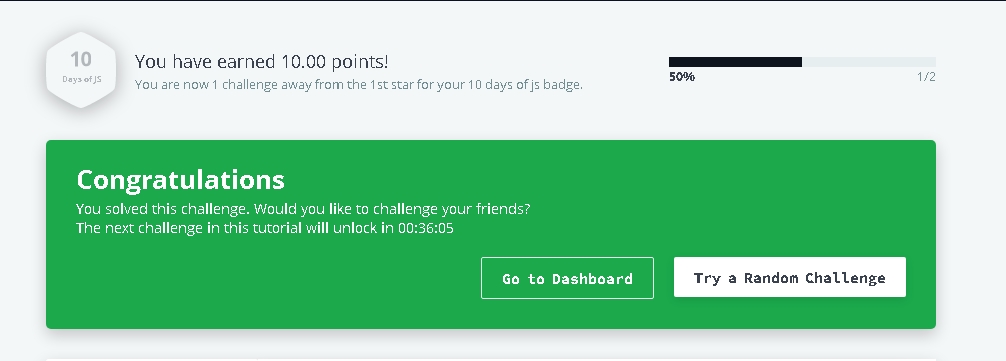 10
Days of JS
You have earned 10.00 points!
You are now 1 challenge away from the 1st star for your 10 days of js badge.
50%
1/2
Congratulations
You solved this challenge. Would you like to challenge your friends?
The next challenge in this tutorial will unlock in 00:36:05
Go to Dashboard
Try a Random Challenge